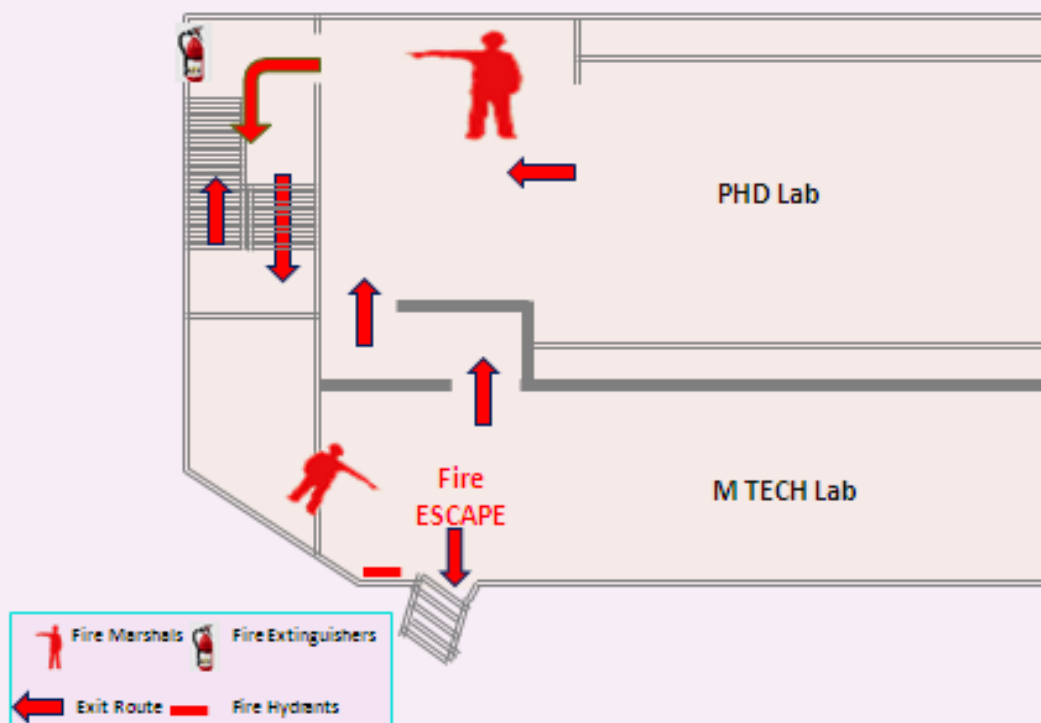 PHD Lab
Fire
ESCAPE
M TECH Lab
Fire Marshals
Fire Extinguishers
Exit Route
Fire Hydrants